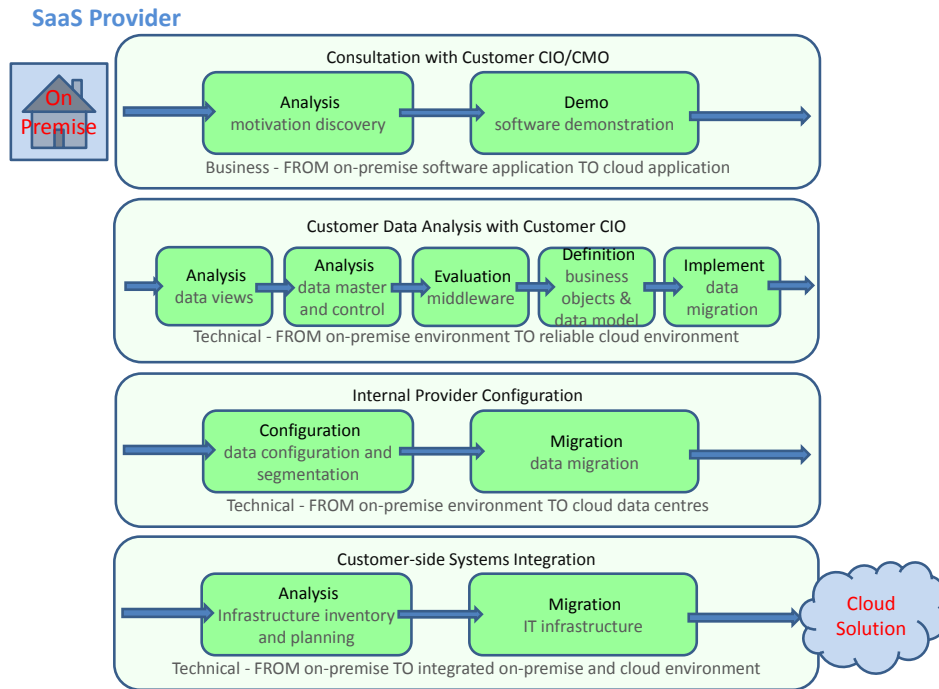 SaaS Provider
On
Premise
Consultation with Customer CIO/CMO
Analysis
motivation discovery
Demo
software demonstration
Business - FROM on-premise software application TO cloud application
Customer Data Analysis with Customer CIO
Analysis
data views
Analysis
data master
and control
Evaluation
middleware
Definition
business
objects &
data model
Implement
data
migration
Technical - FROM on-premise environment TO reliable cloud environment
Internal Provider Configuration
Configuration
data configuration and
segmentation
Migration
data migration
Technical - FROM on-premise environment TO cloud data centres
Customer-side Systems Integration
Analysis
Infrastructure inventory
and planning
Migration
IT infrastructure
Technical - FROM on-premise TO integrated on-premise and cloud environment
Cloud
Solution